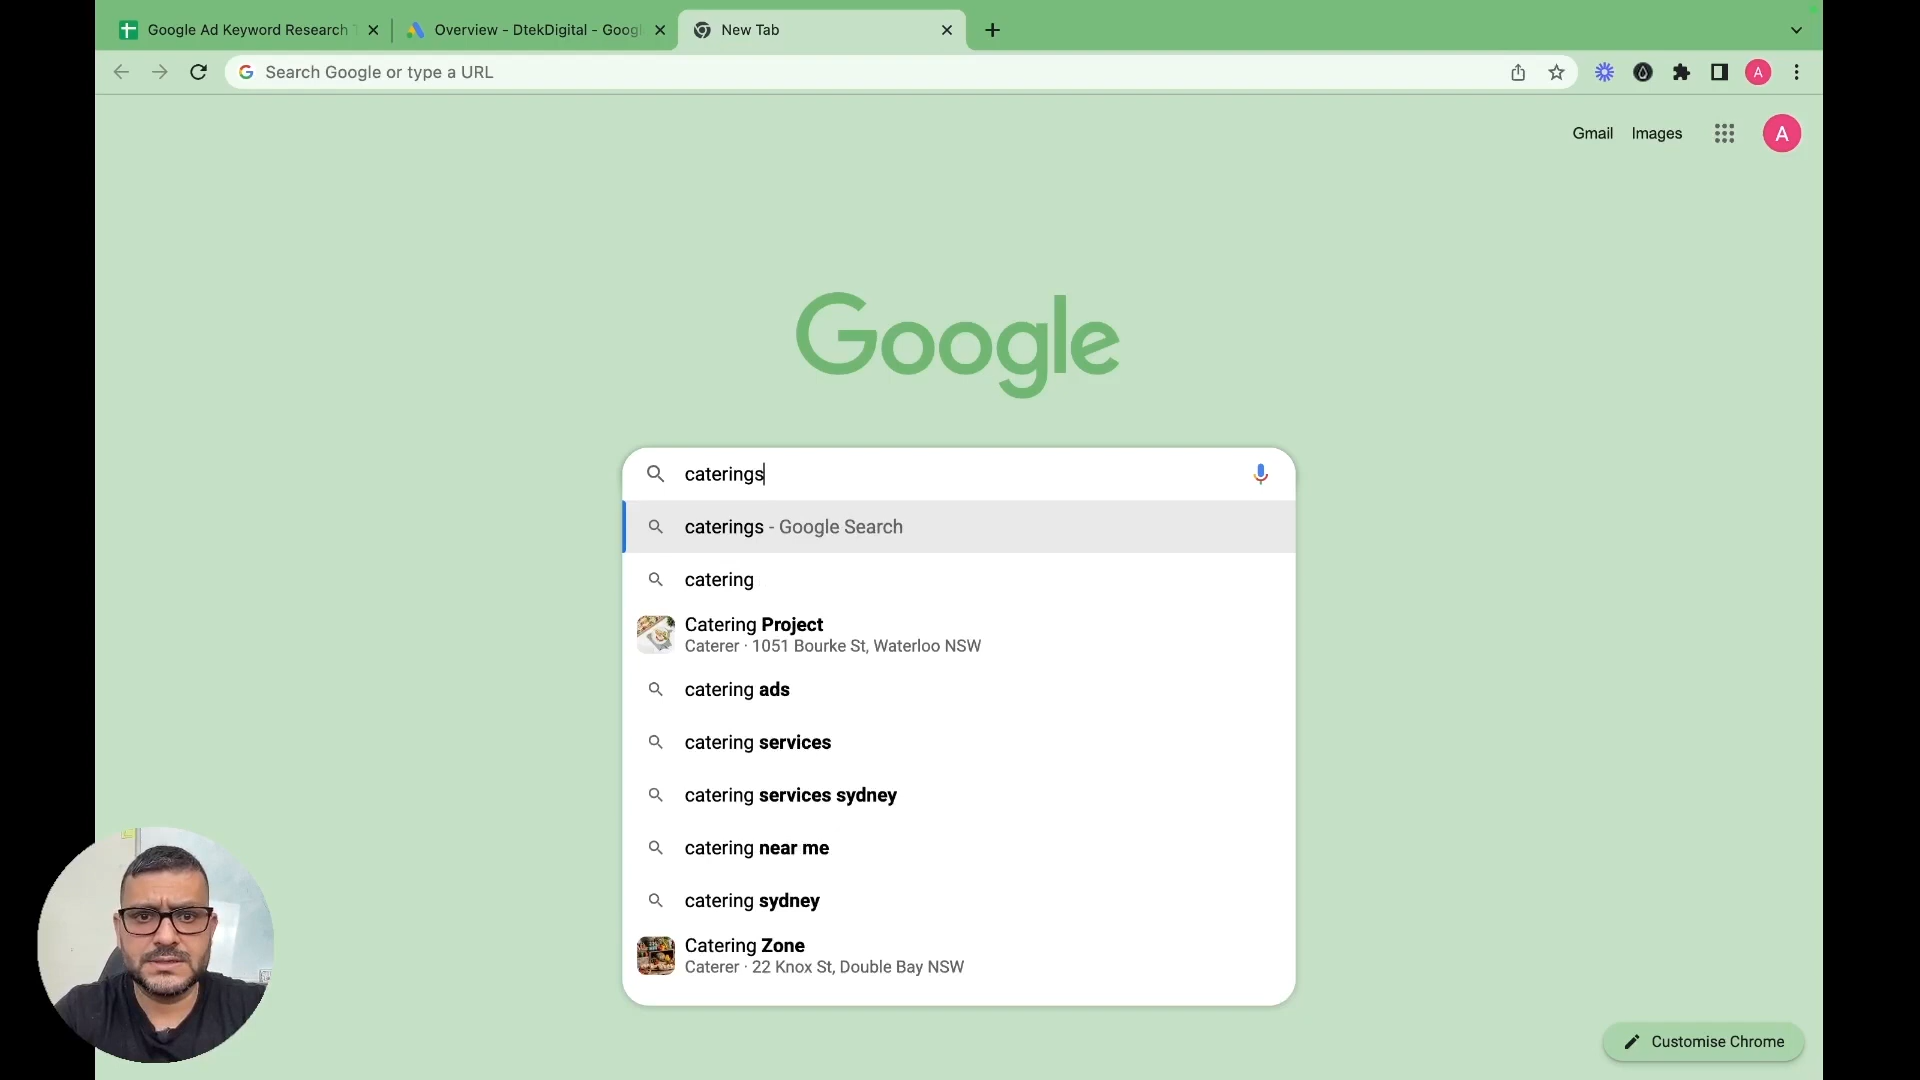 Google Ad Keyword Research
Overview - DtekDigital - Googl
New Tab
Search Google or type a URL
A
Gmail
Images
A
Google
caterings
caterings - Google Search
catering
Catering Project
Caterer · 1051 Bourke St, Waterloo NSW
catering ads
catering services
catering services sydney
catering near me
catering sydney
Catering Zone
Caterer · 22 Knox St, Double Bay NSW
Customise Chrome